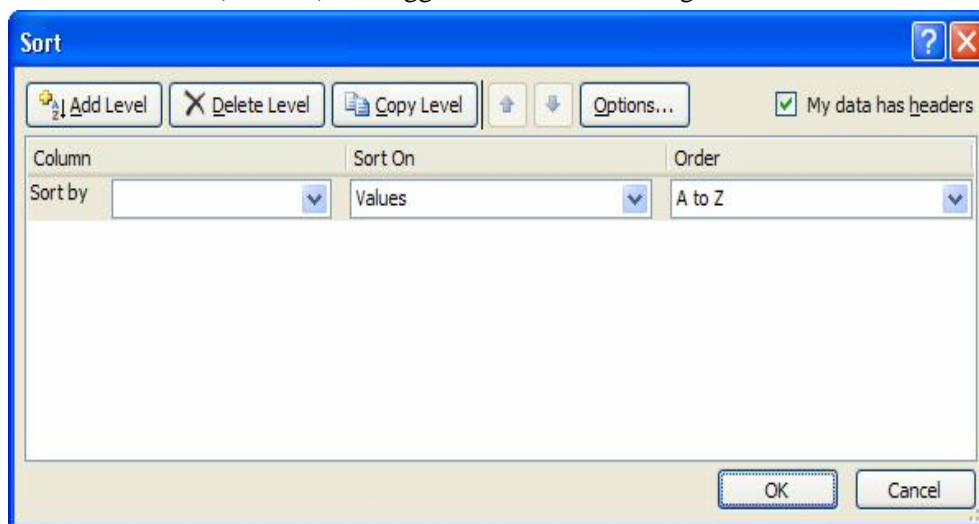 Sort
Add Level Delete Level Copy Level Options... My data has headers
Column Sort On Order
Sort by Values A to Z
OK Cancel